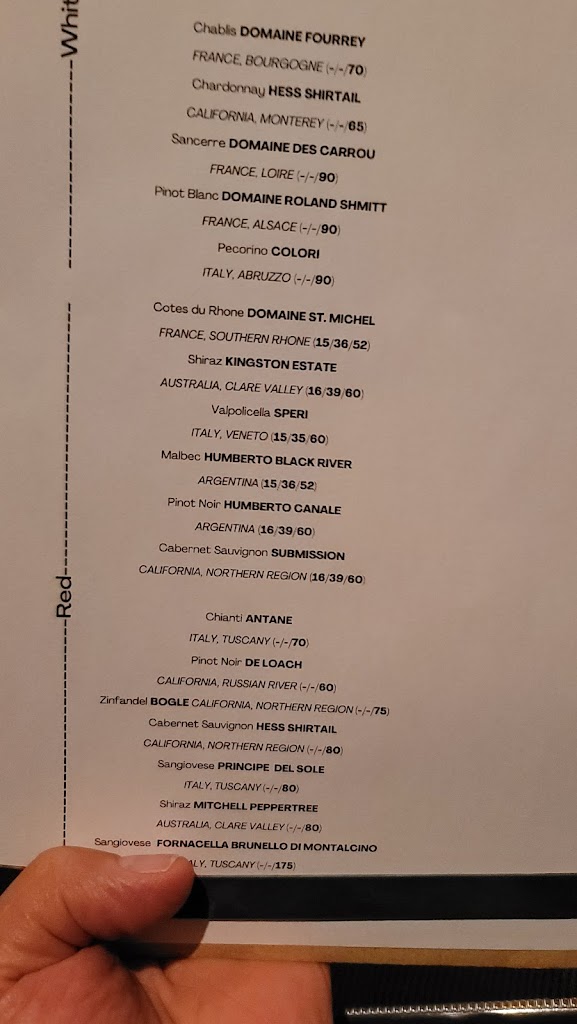 Whit
Chablis DOMAINE FOURREY
FRANCE, BOURGOGNE (-/-/70)
Chardonnay HESS SHIRTAIL
CALIFORNIA, MONTEREY (-/-/65)
Sancerre DOMAINE DES CARROU
FRANCE, LOIRE (-/-/90)
Pinot Blanc DOMAINE ROLAND SHMITT
FRANCE, ALSACE (-/-/90)
Pecorino COLORI
ITALY, ABRUZZO (-/-/90)
Red
Cotes du Rhone DOMAINE ST. MICHEL
FRANCE, SOUTHERN RHONE (15/36/52)
Shiraz KINGSTON ESTATE
AUSTRALIA, CLARE VALLEY (16/39/60)
Valpolicella SPERI
ITALY, VENETO (15/35/60)
Malbec HUMBERTO BLACK RIVER
ARGENTINA (15/36/52)
Pinot Noir HUMBERTO CANALE
ARGENTINA (16/39/60)
Cabernet Sauvignon SUBMISSION
CALIFORNIA, NORTHERN REGION (16/39/60)
Chianti ANTANE
ITALY, TUSCANY (-/-/70)
Pinot Noir DE LOACH
CALIFORNIA, RUSSIAN RIVER (-/-/60)
Zinfandel BOGLE CALIFORNIA, NORTHERN REGION (-/-/75)
Cabernet Sauvignon HESS SHIRTAIL
CALIFORNIA, NORTHERN REGION (-/-/80)
Sangiovese PRINCIPE DEL SOLE
ITALY, TUSCANY (-/-/80)
Shiraz MITCHELL PEPPERTREE
AUSTRALIA, CLARE VALLEY (-/-/80)
Sangiovese FORNACELLA BRUNELLO DI MONTALCINO
ALY, TUSCANY (-/-/175)